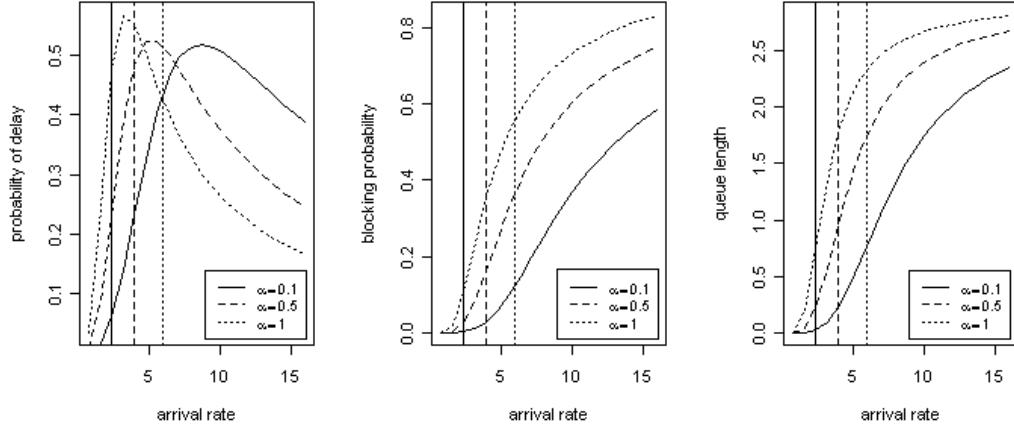 probability of delay
0.1
0.2
0.3
0.4
0.5
5
10
15
arrival rate
α=0.1
α=0.5
α=1
blocking probability
0.0
0.2
0.4
0.6
0.8
5
10
15
arrival rate
α=0.1
α=0.5
α=1
queue length
0.0
0.5
1.0
1.5
2.0
2.5
5
10
15
arrival rate
α=0.1
α=0.5
α=1